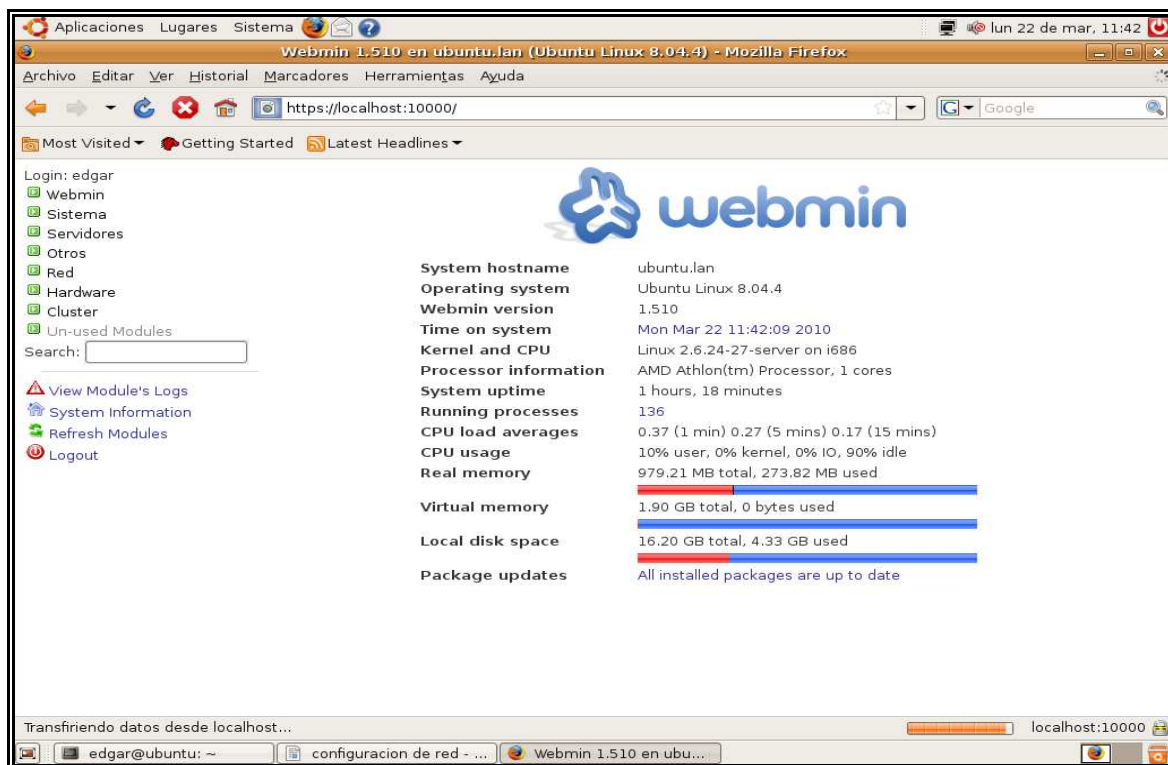 Aplicaciones Lugares Sistema lun 22 de mar, 11:42
Webmin 1.510 en ubuntu.lan (Ubuntu Linux 8.04.4) - Mozilla Firefox
Archivo Editar Ver Historial Marcadores Herramientas Ayuda
https://localhost:10000/ G Google
Most Visited Getting Started Latest Headlines
Login: edgar
Webmin
Sistema
Servidores
Otros
Red
Hardware
Cluster
Un-used Modules
Search:
View Module's Logs
System Information
Refresh Modules
Logout
webmin
System hostname ubuntu.lan
Operating system Ubuntu Linux 8.04.4
Webmin version 1.510
Time on system Mon Mar 22 11:42:09 2010
Kernel and CPU Linux 2.6.24-27-server on i686
Processor information AMD Athlon(tm) Processor, 1 cores
System uptime 1 hours, 18 minutes
Running processes 136
CPU load averages 0.37 (1 min) 0.27 (5 mins) 0.17 (15 mins)
CPU usage 10% user, 0% kernel, 0% IO, 90% idle
Real memory 979.21 MB total, 273.82 MB used
Virtual memory 1.90 GB total, 0 bytes used
Local disk space 16.20 GB total, 4.33 GB used
Package updates All installed packages are up to date
Transfiriendo datos desde localhost... localhost:10000
edgar@ubuntu: ~ configuracion de red - ... Webmin 1.510 en ubu...